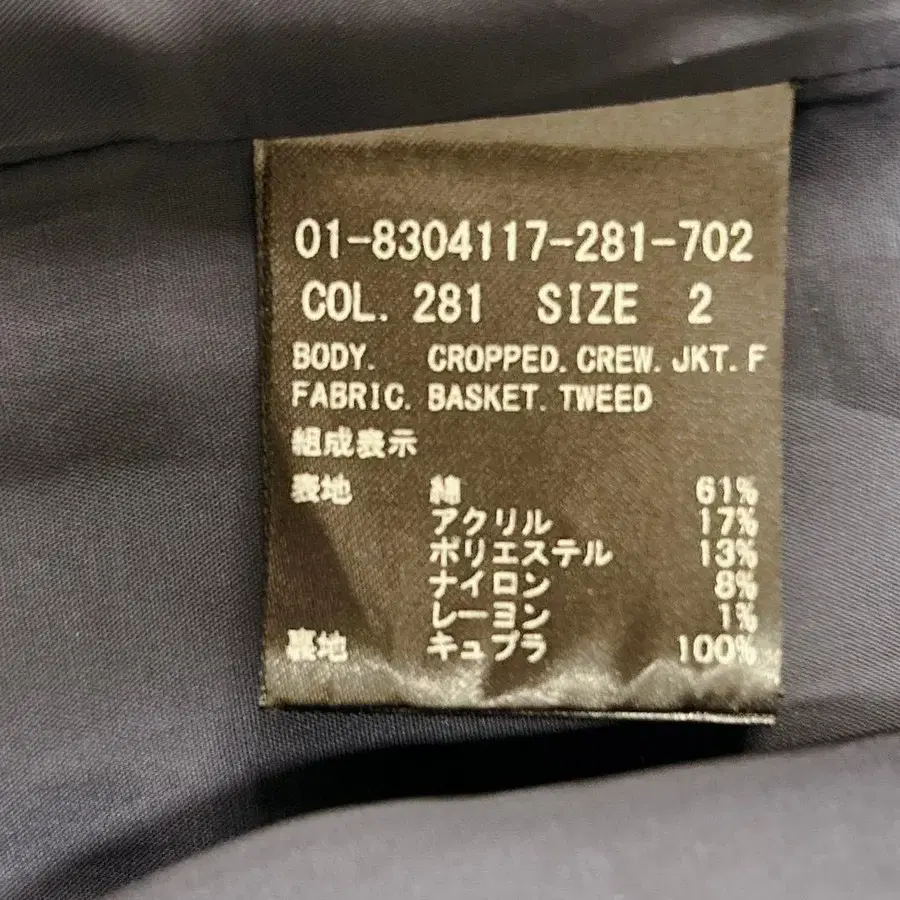 01-8304117-281-702
COL. 281 SIZE 2
BODY. CROPPED.CREW.JKT.F
FABRIC. BASKET.TWEED
組成表示
表地 綿 61%
アクリル 17%
ポリエステル 13%
ナイロン 8%
レーヨン 1%
裏地 キュプラ 100%